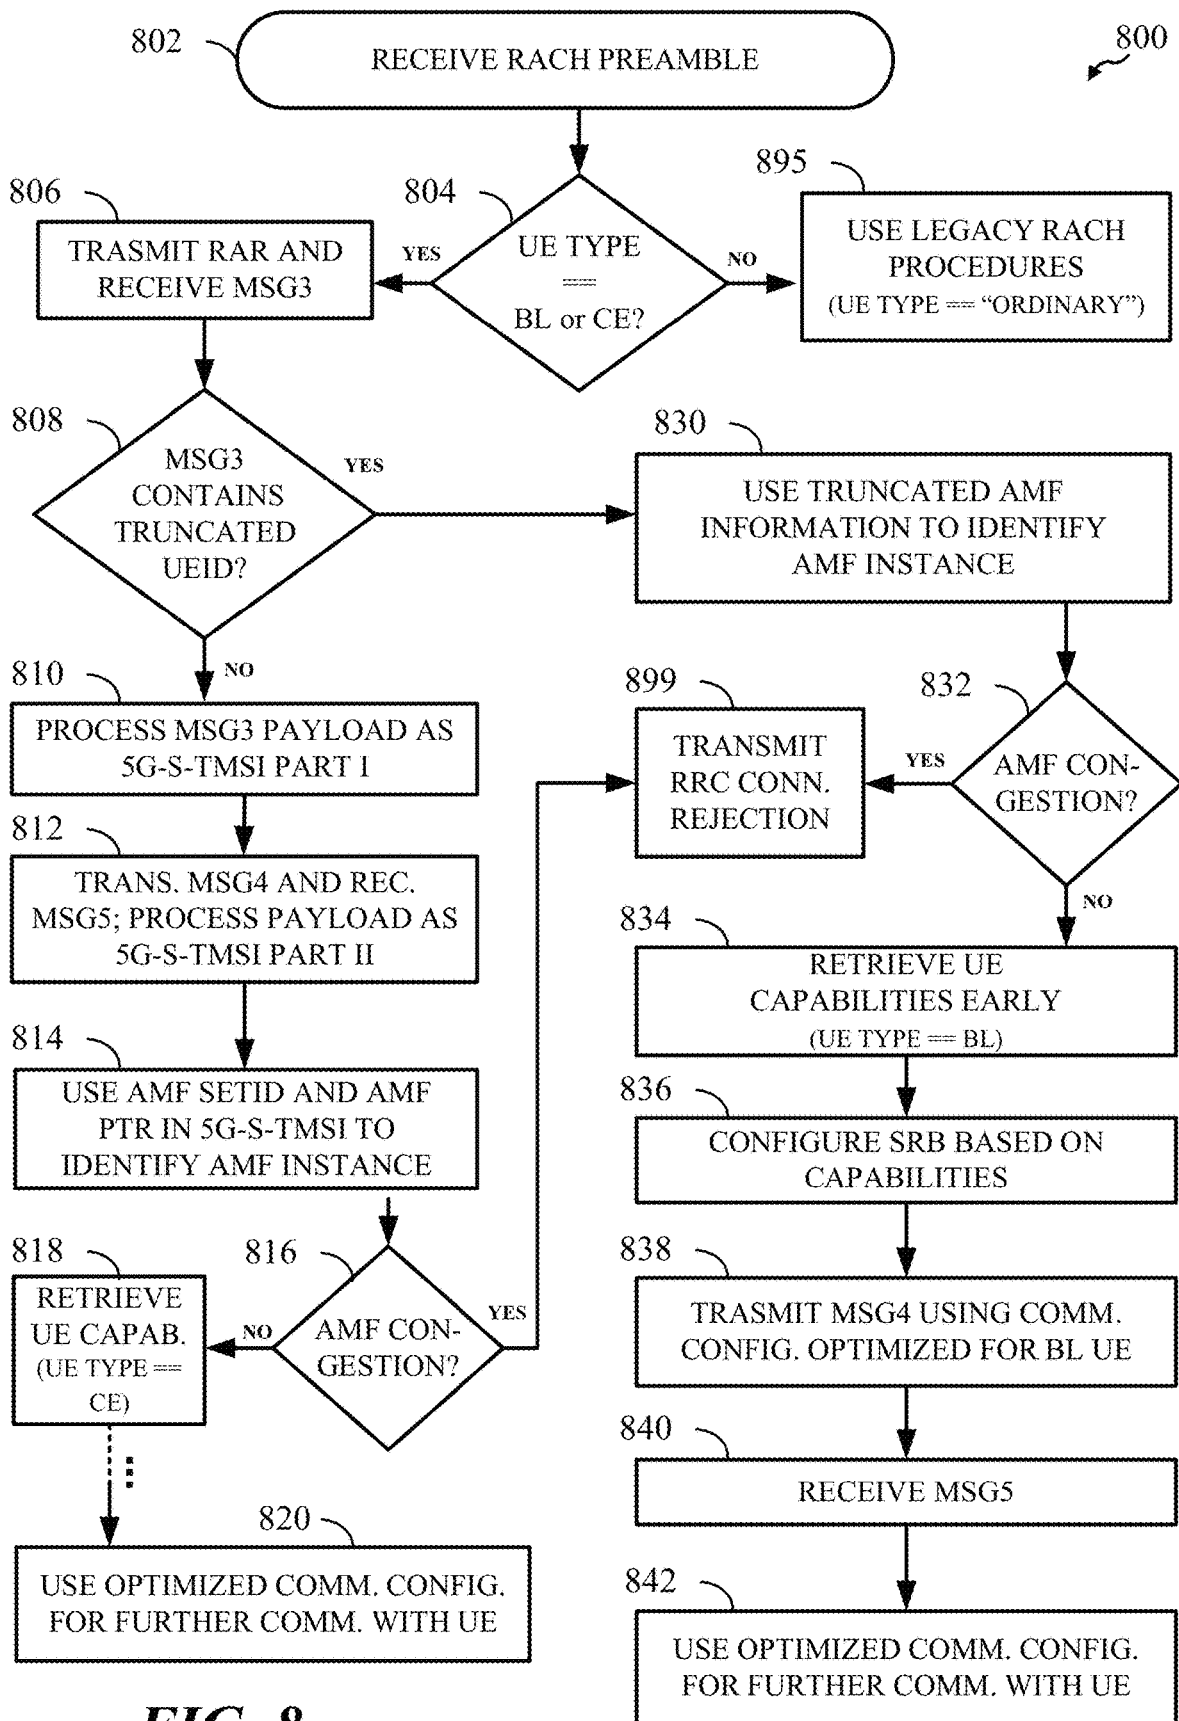 802
RECEIVE RACH PREAMBLE
800
804
UE TYPE
==
BL or CE?
YES
NO
895
USE LEGACY RACH
PROCEDURES
(UE TYPE == “ORDINARY”)
806
TRASMIT RAR AND
RECEIVE MSG3
808
MSG3
CONTAINS
TRUNCATED
UEID?
YES
NO
830
USE TRUNCATED AMF
INFORMATION TO IDENTIFY
AMF INSTANCE
810
PROCESS MSG3 PAYLOAD AS
5G-S-TMSI PART I
899
TRANSMIT
RRC CONN.
REJECTION
832
AMF CON-
GESTION?
YES
NO
812
TRANS. MSG4 AND REC.
MSG5; PROCESS PAYLOAD AS
5G-S-TMSI PART II
834
RETRIEVE UE
CAPABILITIES EARLY
(UE TYPE == BL)
814
USE AMF SETID AND AMF
PTR IN 5G-S-TMSI TO
IDENTIFY AMF INSTANCE
836
CONFIGURE SRB BASED ON
CAPABILITIES
816
AMF CON-
GESTION?
YES
NO
818
RETRIEVE
UE CAPAB.
(UE TYPE ==
CE)
838
TRASMIT MSG4 USING COMM.
CONFIG. OPTIMIZED FOR BL UE
840
RECEIVE MSG5
820
USE OPTIMIZED COMM. CONFIG.
FOR FURTHER COMM. WITH UE
842
USE OPTIMIZED COMM. CONFIG.
FOR FURTHER COMM. WITH UE
FIG. 8